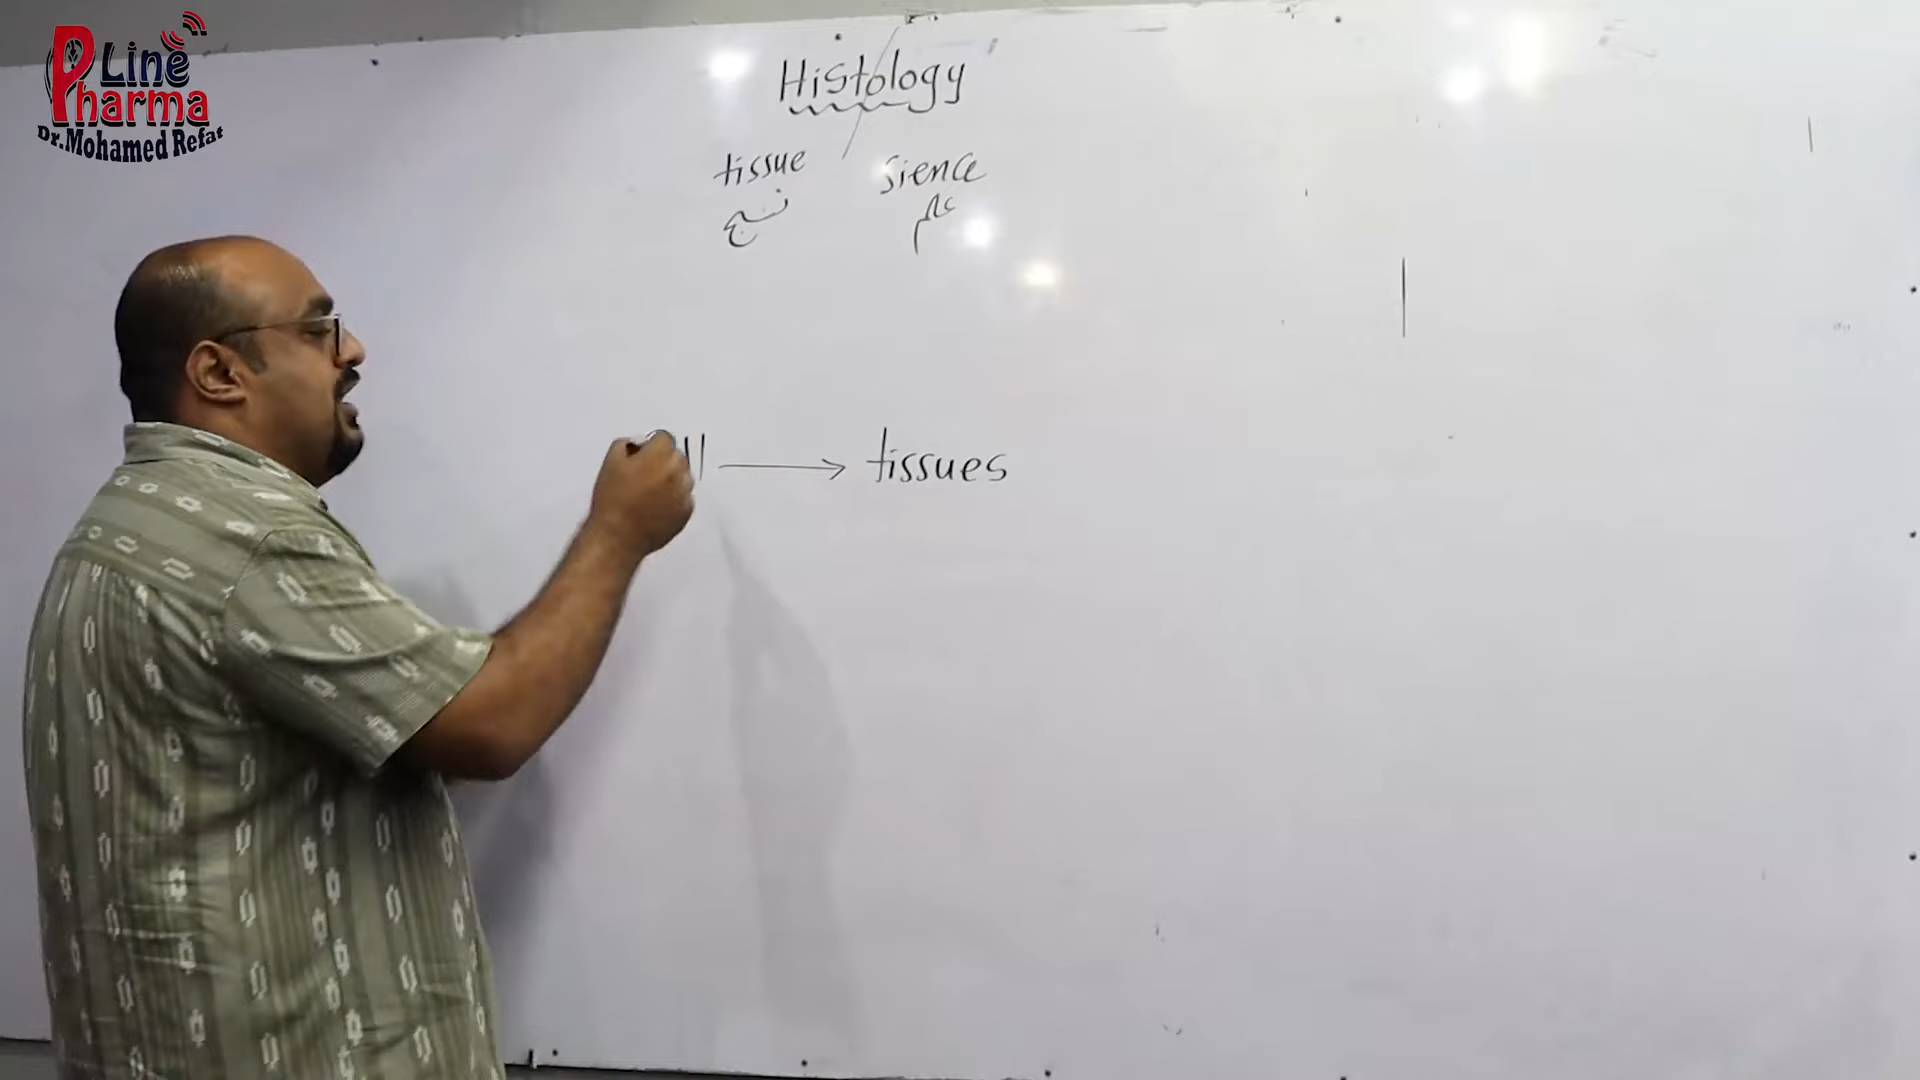 Line
Pharma
Dr.Mohamed Refat
Histology
tissue sience
نسيج علم
ll → tissues